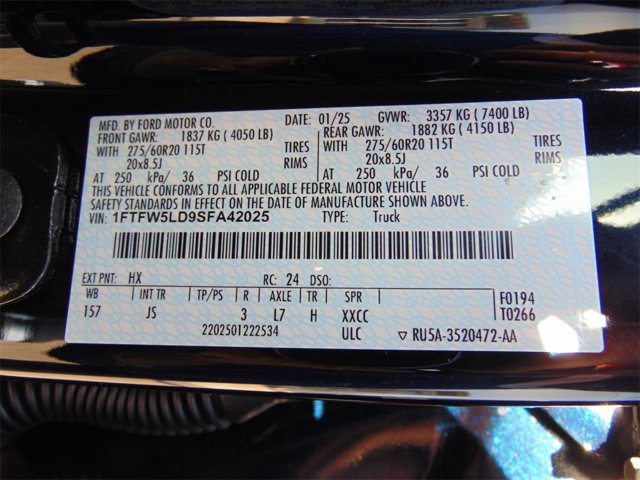 MFD. BY FORD MOTOR CO. DATE: 01/25 GVWR: 3357 KG ( 7400 LB)
FRONT GAWR: 1837 KG ( 4050 LB) REAR GAWR: 1882 KG ( 4150 LB)
WITH 275/60R20 115T TIRES WITH 275/60R20 115T TIRES
20x8.5J RIMS 20x8.5J RIMS
AT 250 kPa/ 36 PSI COLD AT 250 kPa/ 36 PSI COLD
THIS VEHICLE CONFORMS TO ALL APPLICABLE FEDERAL MOTOR VEHICLE
SAFETY STANDARDS IN EFFECT ON THE DATE OF MANUFACTURE SHOWN ABOVE.
VIN: 1FTFW5LD9SFA42025 TYPE: Truck
EXT PNT: HX RC: 24 DSO:
WB INT TR TP/PS R AXLE TR SPR F0194
157 JS 3 L7 H XXCC T0266
2202501222534 ULC ▽ RU5A-3520472-AA